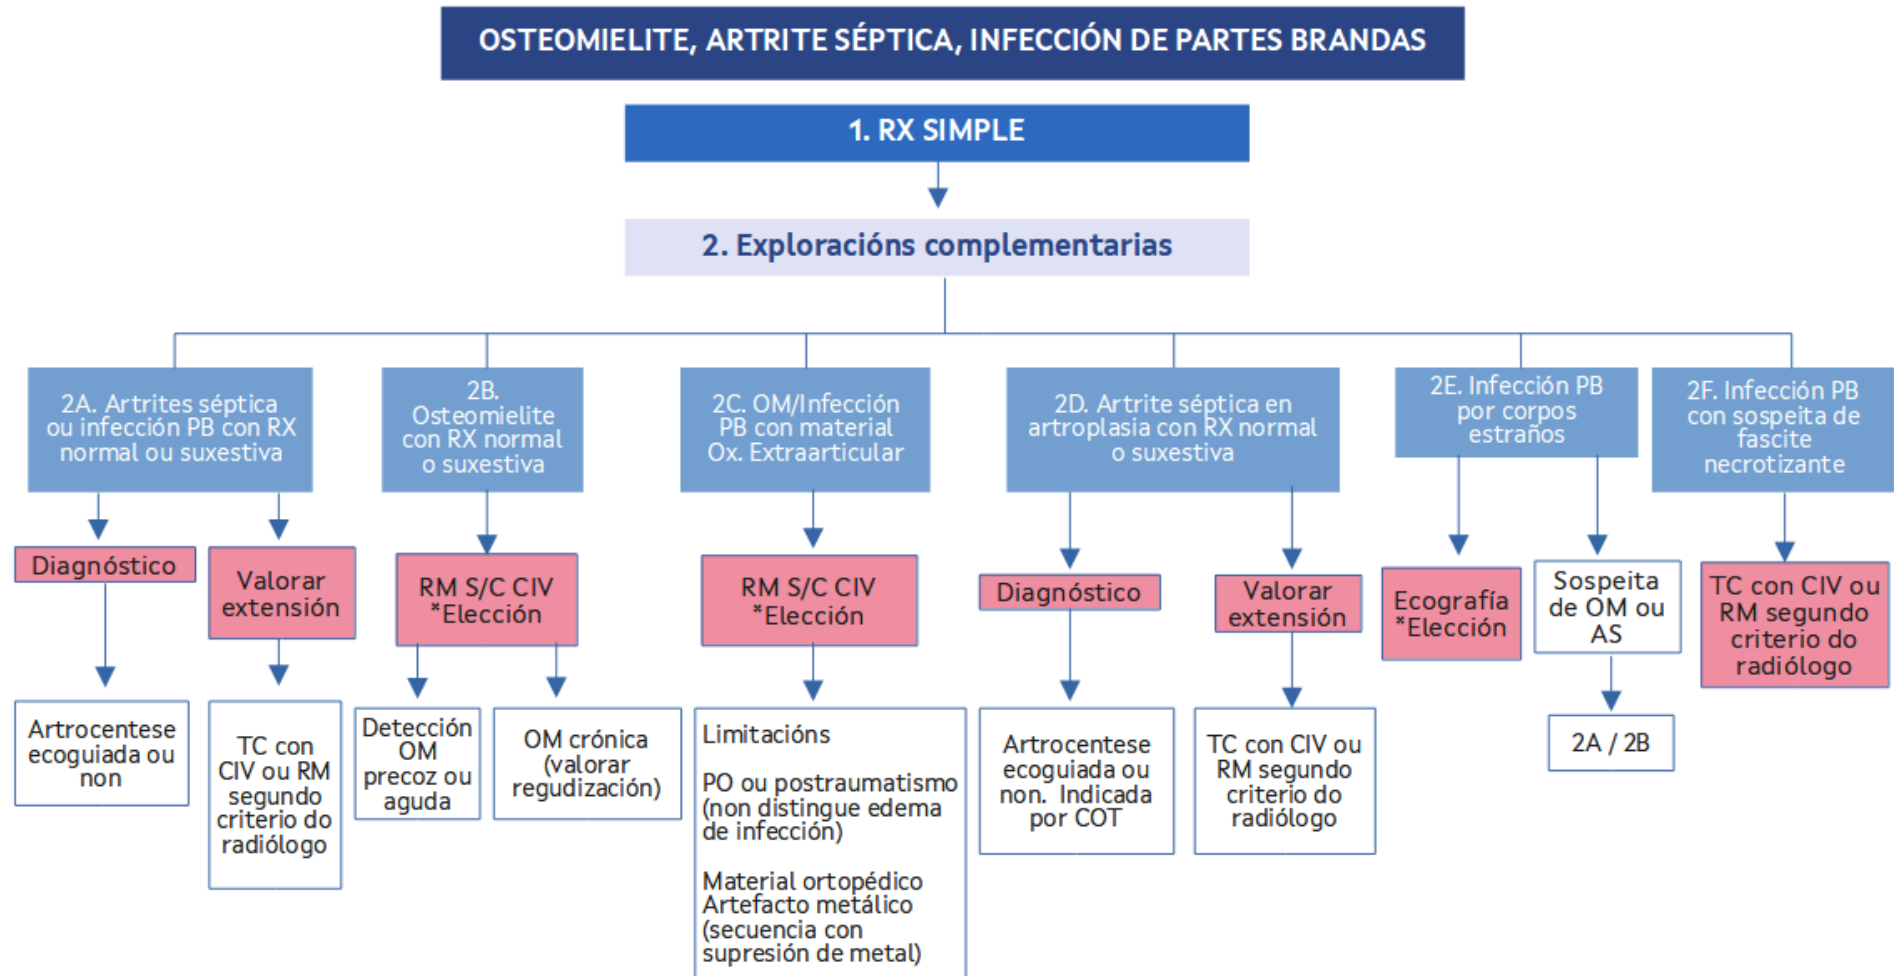 OSTEOMIELITE, ARTRITE SÉPTICA, INFECCIÓN DE PARTES BRANDAS
1. RX SIMPLE
2. Exploracións complementarias
2A. Artrites séptica
ou infección PB con RX
normal ou suxestiva
Diagnóstico
Artrocentese
ecoguiada ou
non
Valorar
extensión
TC con
CIV ou RM
segundo
criterio do
radiólogo
2B.
Osteomielite
con RX normal
o suxestiva
RM S/C CIV
*Elección
Detección
OM
precoz ou
aguda
OM crónica
(valorar
regudización)
2C. OM/Infección
PB con material
Ox. Extraarticular
RM S/C CIV
*Elección
Limitacións
PO ou postraumatismo
(non distingue edema
de infección)
Material ortopédico
Artefacto metálico
(secuencia con
supresión de metal)
2D. Artrite séptica en
artroplasia con RX normal
o suxestiva
Diagnóstico
Artrocentese
ecoguiada ou
non. Indicada
por COT
Valorar
extensión
TC con CIV ou
RM segundo
criterio do
radiólogo
2E. Infección PB
por corpos
estraños
Ecografía
*Elección
Sospeita
de OM ou
AS
2A / 2B
2F. Infección PB
con sospeita de
fascite
necrotizante
TC con CIV ou
RM segundo
criterio do
radiólogo